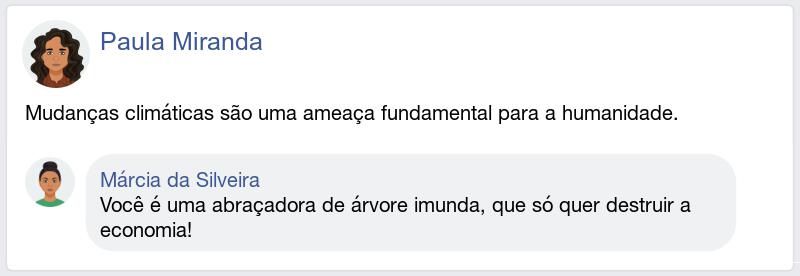 Paula Miranda
Mudanças climáticas são uma ameaça fundamental para a humanidade.
Márcia da Silveira
Você é uma abraçadora de árvore imunda, que só quer destruir a
economia!